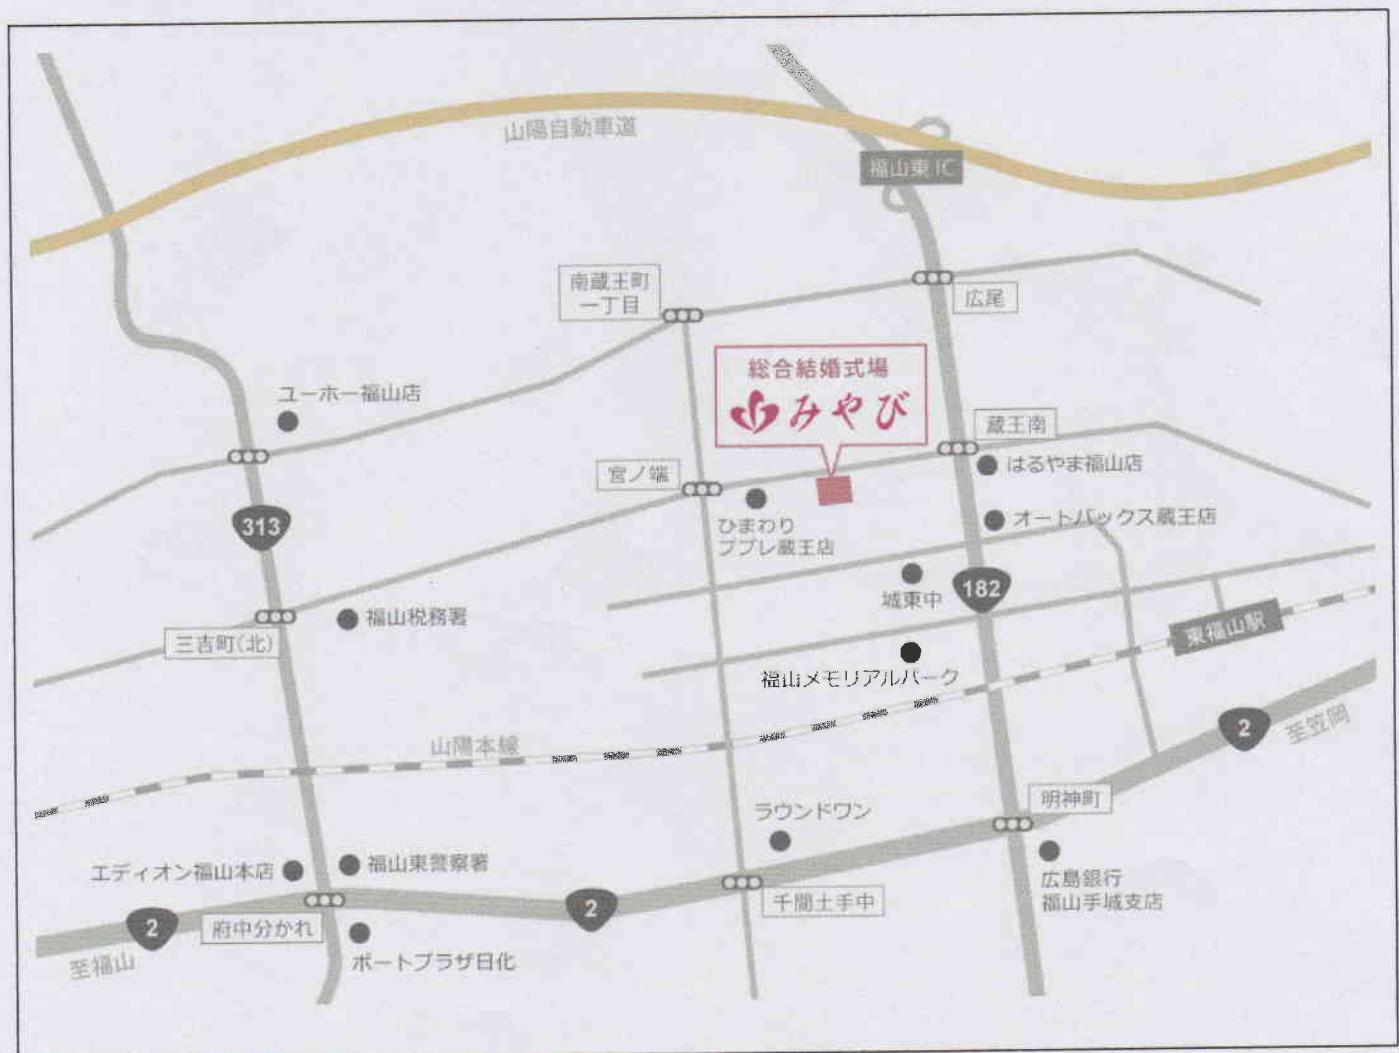 山陽自動車道
福山東IC
南蔵王町
一丁目
広尾
総合結婚式場
みやび
ユーホー福山店
蔵王南
はるやま福山店
宮ノ端
313
ひまわり
ププレ蔵王店
オートバックス蔵王店
城東中
182
福山税務署
三吉町(北)
東福山駅
福山メモリアルパーク
2
至笠岡
山陽本線
明神町
ラウンドワン
エディオン福山本店
福山東警察署
広島銀行
福山手城支店
千間土手中
2
2
府中分かれ
至福山
ポートプラザ日化